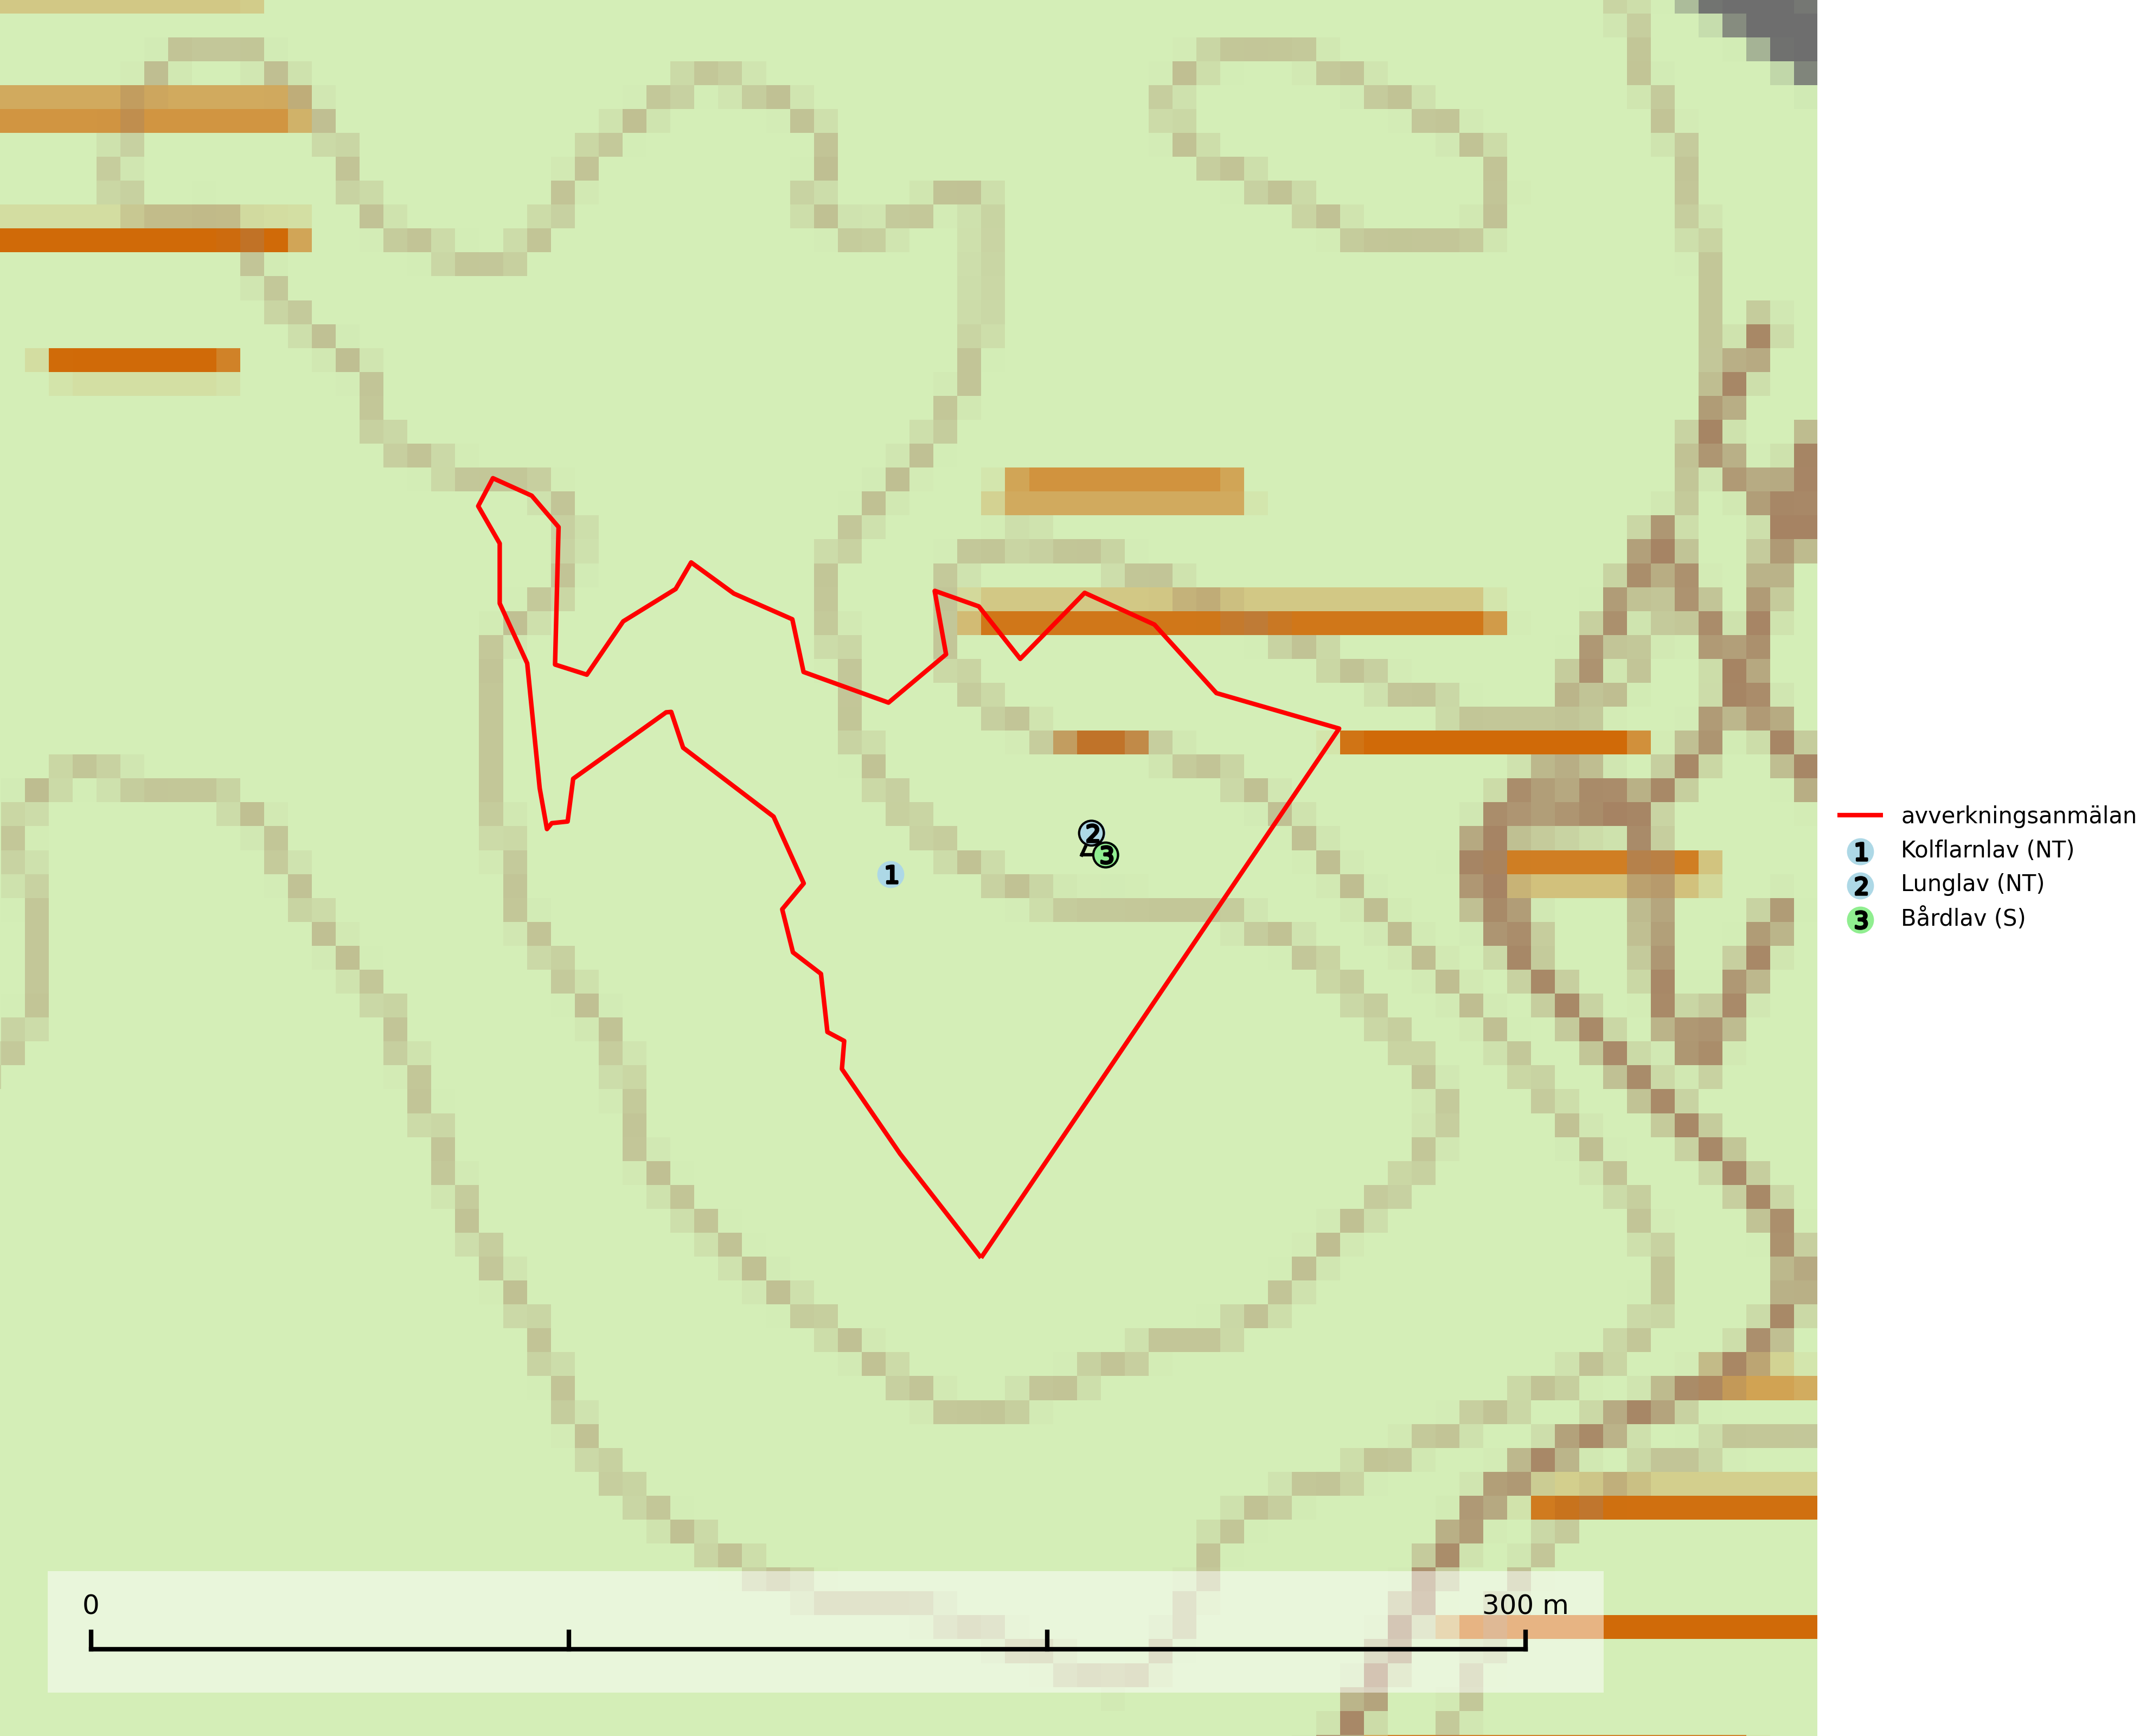 2
3
1
avverkningsanmälan
1 Kolflarnlav (NT)
2 Lunglav (NT)
3 Bårdlav (S)
0 300 m